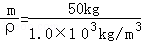 m/ρ = 50kg / 1.0×10³kg/m³